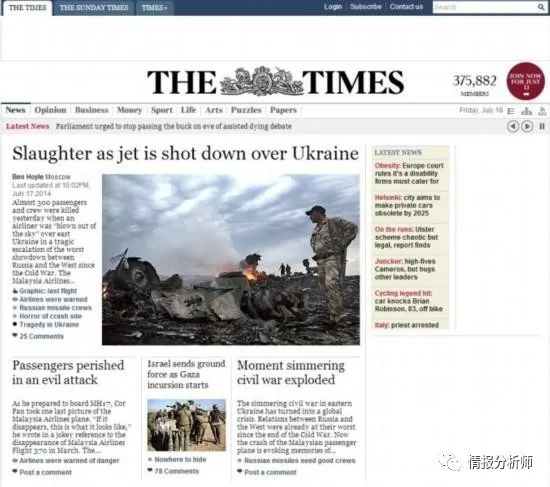 THE TIMES
THE SUNDAY TIMES
TIMES+
Login
Subscribe
Contact us
Search
THE TIMES
375,882
MEMBERS
JOIN NOW
FOR JUST
£1
News
Opinion
Business
Money
Sport
Life
Arts
Puzzles
Papers
Friday, July 18
Latest News
Parliament urged to stop passing the buck on eve of assisted dying debate
Slaughter as jet is shot down over Ukraine
Ben Hoyle Moscow
Last updated at 10:02PM,
July 17 2014
Almost 300 passengers
and crew were killed
yesterday when an
airliner was “blown out
of the sky” over east
Ukraine in a tragic
escalation of the worst
showdown between
Russia and the West since
the Cold War. The
Malaysia Airlines...
Graphic: last flight
Airlines were warned
Russian missile crews
Horror of crash site
Tragedy in Ukraine
25 Comments
LATEST NEWS
Obesity: Europe court
rules it's a disability
firms must cater for
Helsinki: city aims to
make private cars
obsolete by 2025
On the runs: Ulster
scheme chaotic but
legal, report finds
Juncker: high-fives
Cameron, but hugs
other leaders
Cycling legend hit:
car knocks Brian
Robinson, 83, off bike
Italy: priest arrested
Passengers perished
in an evil attack
As he prepared to board MH17, Cor
Pan took one last picture of the
Malaysia Airlines plane. “If it
disappears, this is what it looks like,”
he wrote in a jokey reference to the
disappearance of Malaysia Airlines
Flight 370 in March. The...
Airlines were warned of danger
Post a comment
Israel sends ground
force as Gaza
incursion starts
Nowhere to hide
78 Comments
Moment simmering
civil war exploded
The simmering civil war in eastern
Ukraine has turned into a global
crisis. Relations between Russia and
the West were already at their worst
since the end of the Cold War. Now
the crash of the Malaysian passenger
plane is evoking memories of...
Russian missiles need good crews
Post a comment
情报分析师